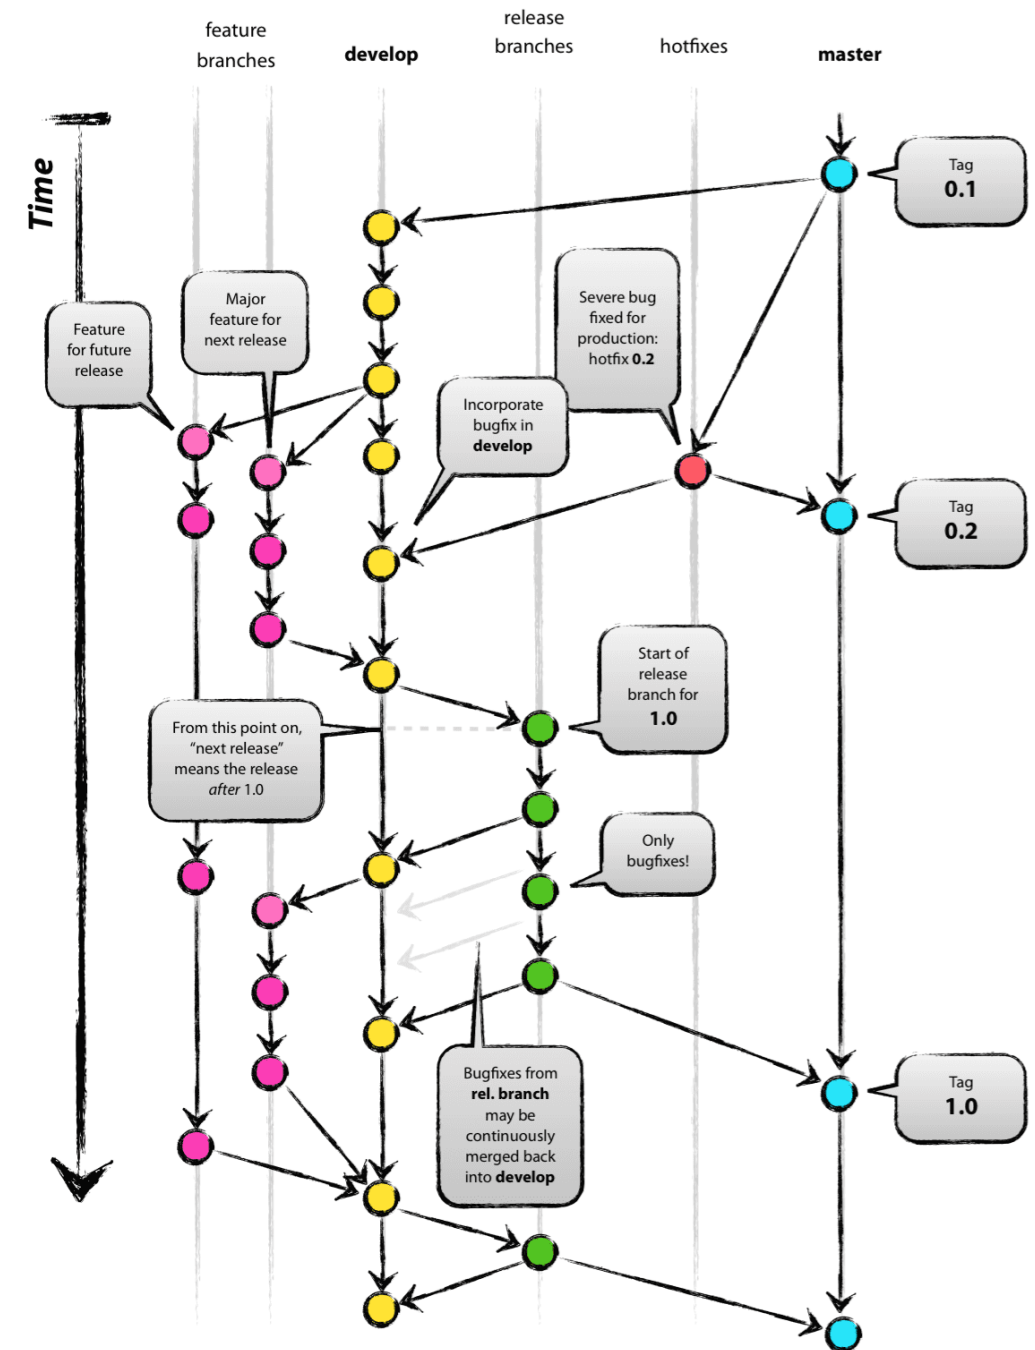 feature
branches
develop
release
branches
hotfixes
master
Time
Tag
0.1
Feature
for future
release
Major
feature for
next release
Severe bug
fixed for
production:
hotfix 0.2
Incorporate
bugfix in
develop
Tag
0.2
Start of
release
branch for
1.0
From this point on,
“next release”
means the release
after 1.0
Only
bugfixes!
Bugfixes from
rel. branch
may be
continuously
merged back
into develop
Tag
1.0